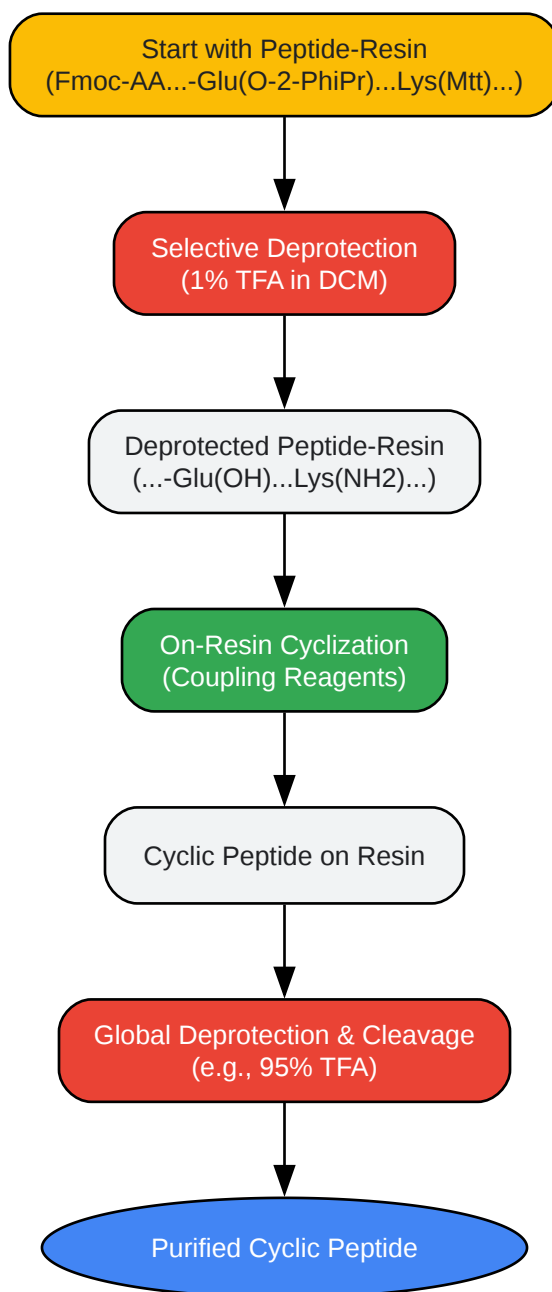 Start with Peptide-Resin
(Fmoc-AA...-Glu(O-2-PhiPr)...Lys(Mtt)...)
Selective Deprotection
(1% TFA in DCM)
Deprotected Peptide-Resin
(...-Glu(OH)...Lys(NH2)...)
On-Resin Cyclization
(Coupling Reagents)
Cyclic Peptide on Resin
Global Deprotection & Cleavage
(e.g., 95% TFA)
Purified Cyclic Peptide